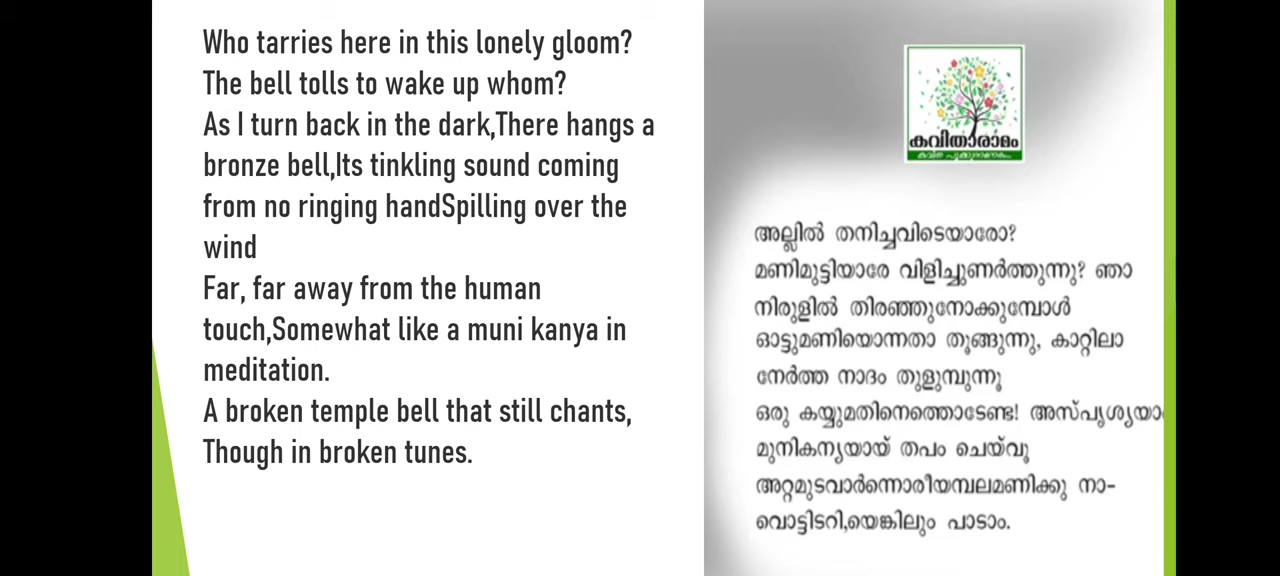 Who tarries here in this lonely gloom?
The bell tolls to wake up whom?
As I turn back in the dark,There hangs a
bronze bell,Its tinkling sound coming
from no ringing handSpilling over the
wind
Far, far away from the human
touch,Somewhat like a muni kanya in
meditation.
A broken temple bell that still chants,
Though in broken tunes.
കവിതാരാമം
കവിത പൂക്കുന്നിടം
അല്ലിൽ തനിച്ചവിടെയാരോ?
മണിമുട്ടിയാരേ വിളിച്ചുണർത്തുന്നു? ഞാ
നിരുളിൽ തിരഞ്ഞുനോക്കുമ്പോൾ
ഓട്ടുമണിയൊന്നതാ തൂങ്ങുന്നു, കാറ്റിലാ
നേർത്ത നാദം തുളുമ്പുന്നൂ
ഒരു കയ്യുമതിനെത്തൊടേണ്ട! അസ്പൃശ്യയാ
മുനികന്യയായ് തപം ചെയ്‌വൂ
അറ്റമുടവാർന്നൊരീയമ്പലമണിക്കു നാ-
വൊട്ടിടറി,യെങ്കിലും പാടാം.